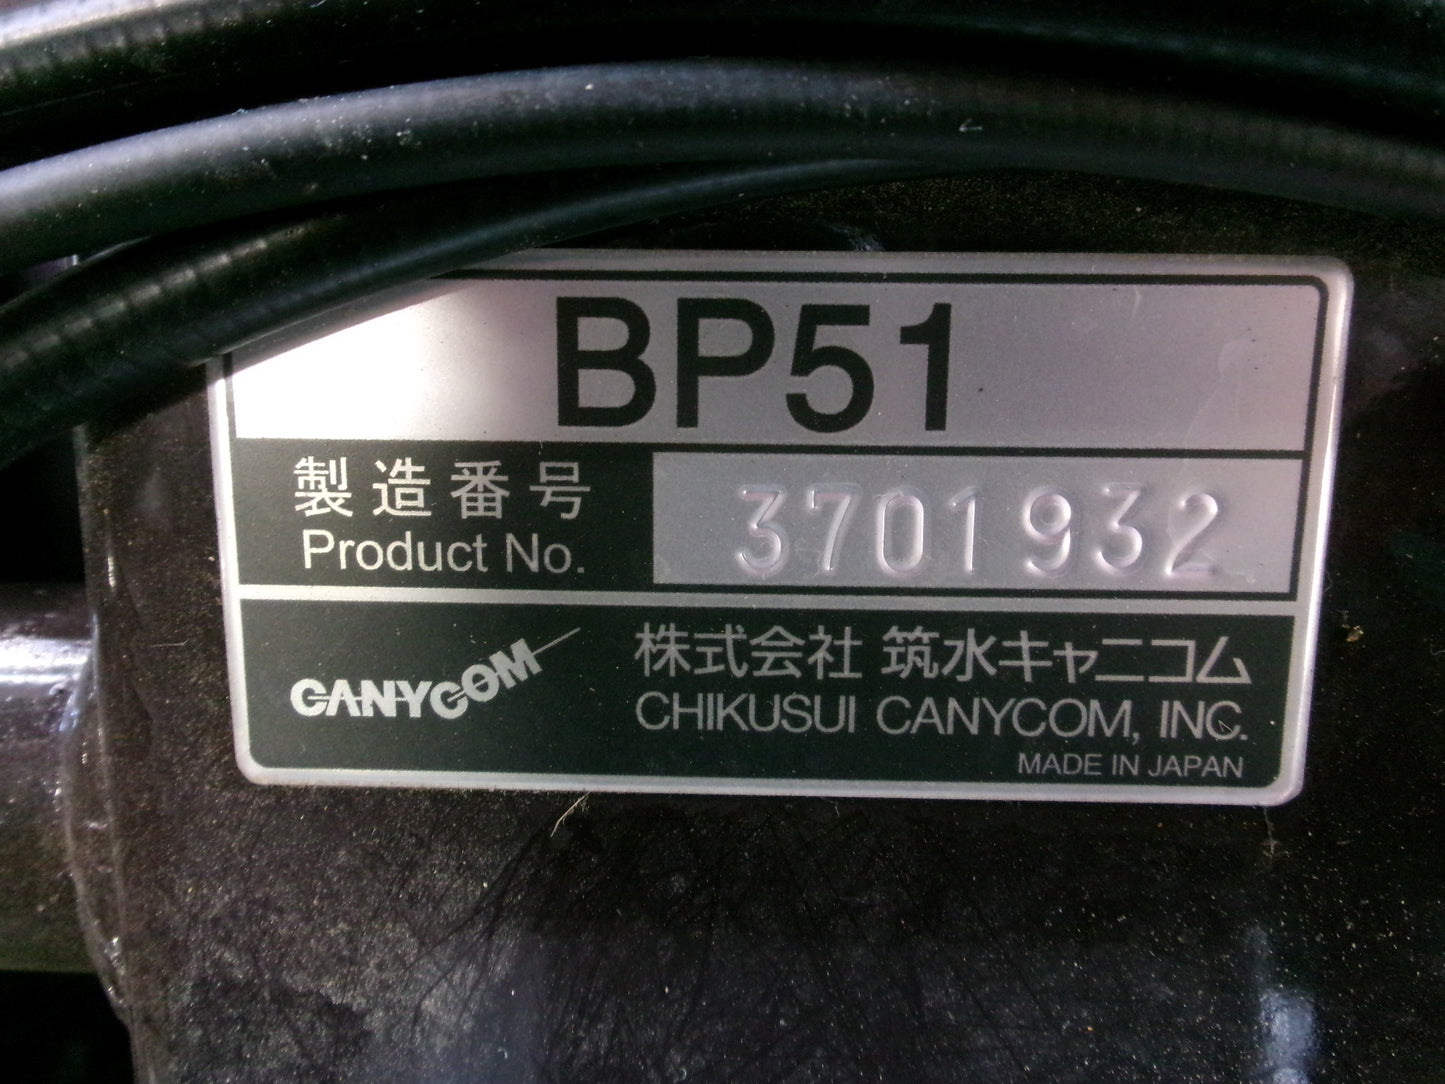 BP51
製造番号
Product No.
3701932
CANYCOM
株式会社 筑水キャニコム
CHIKUSUI CANYCOM, INC.
MADE IN JAPAN